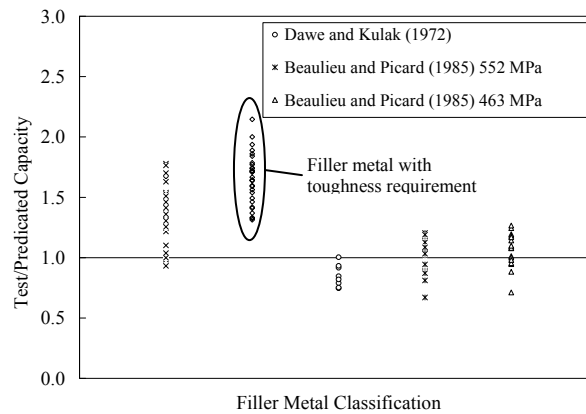 3.0
2.5
2.0
1.5
1.0
0.5
0.0
Test/Predicated Capacity
Dawe and Kulak (1972)
Beaulieu and Picard (1985) 552 MPa
Beaulieu and Picard (1985) 463 MPa
Filler metal with
toughness requirement
Filler Metal Classification